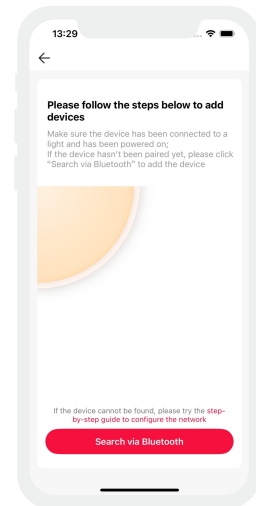 13:29
Please follow the steps below to add
devices
Make sure the device has been connected to a
light and has been powered on;
If the device hasn't been paired yet, please click
"Search via Bluetooth" to add the device
If the device cannot be found, please try the step-
by-step guide to configure the network
Search via Bluetooth